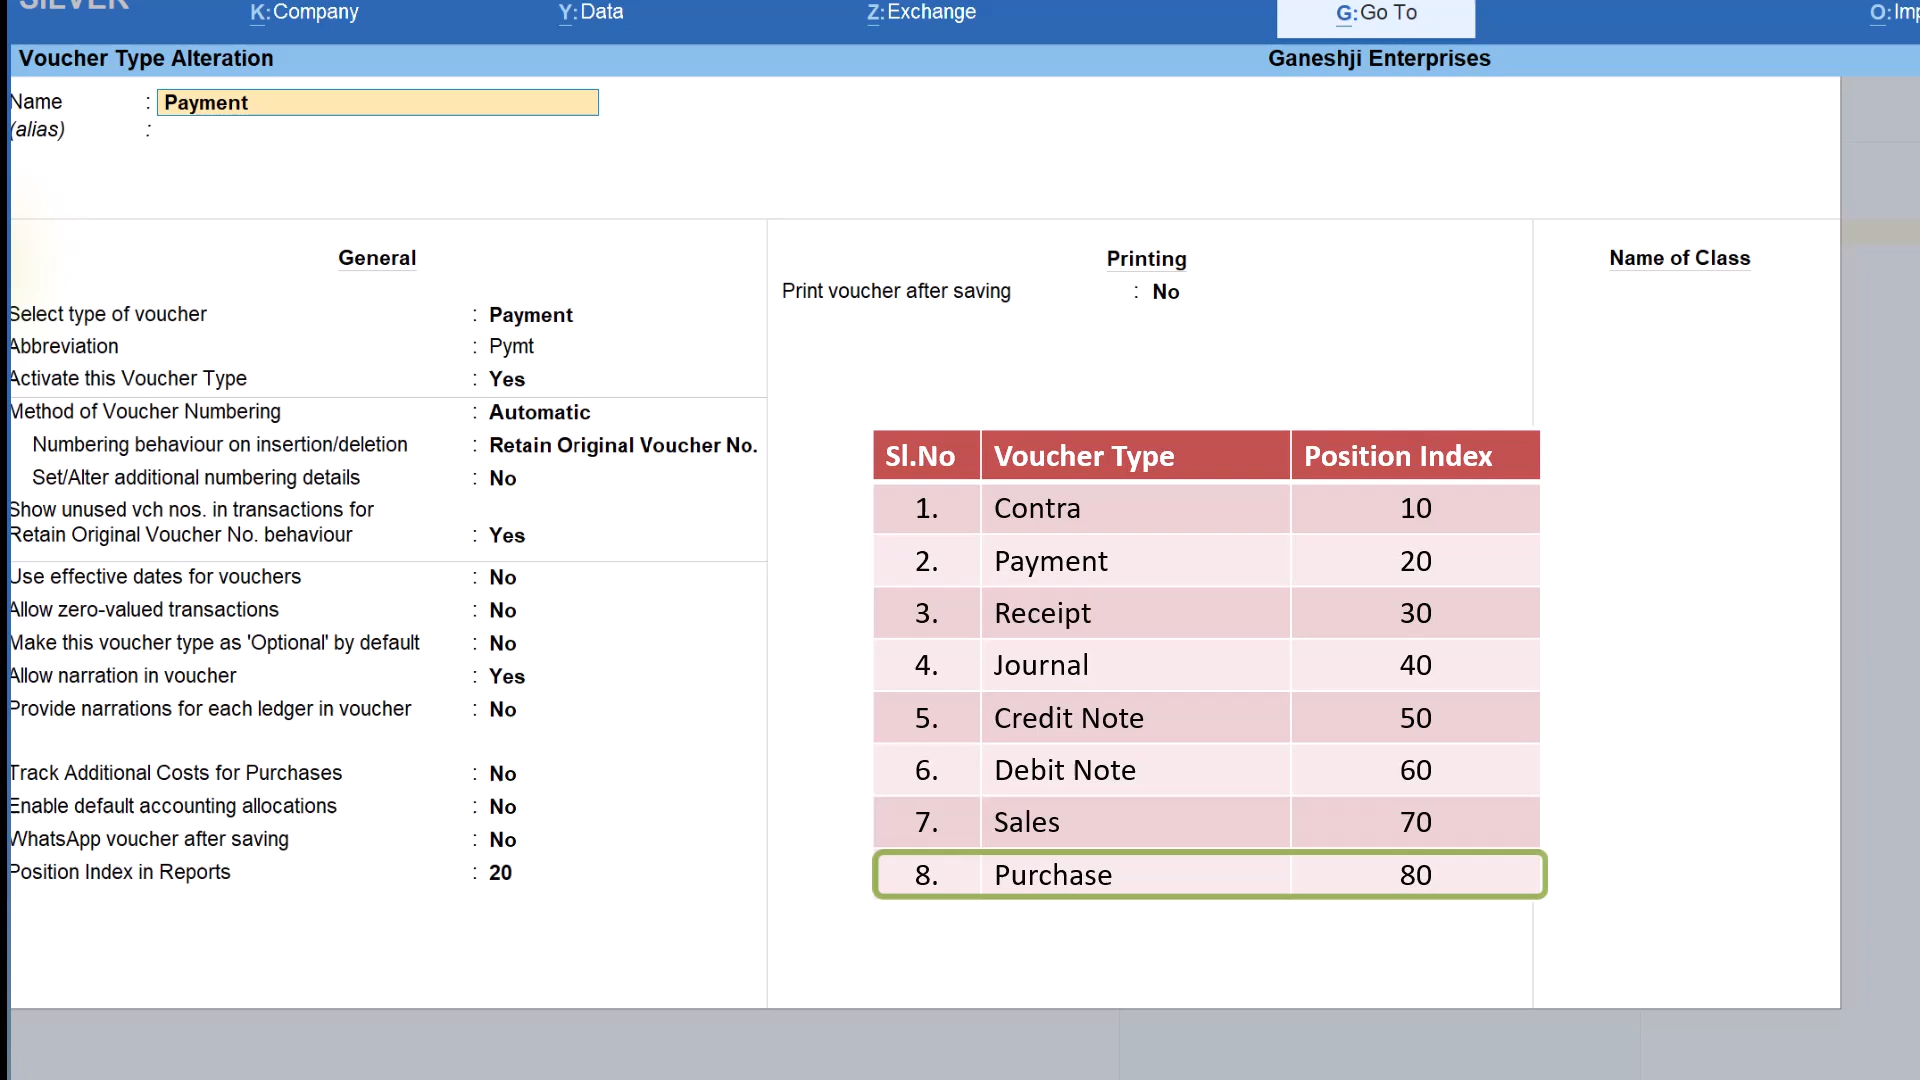 SILVER
K:Company Y:Data Z:Exchange G:Go To O:Imp
Voucher Type Alteration Ganeshji Enterprises
Name : Payment
(alias) :
General Printing Name of Class
Print voucher after saving : No
Select type of voucher : Payment
Abbreviation : Pymt
Activate this Voucher Type : Yes
Method of Voucher Numbering : Automatic
Numbering behaviour on insertion/deletion : Retain Original Voucher No.
Set/Alter additional numbering details : No
Show unused vch nos. in transactions for
Retain Original Voucher No. behaviour : Yes
Use effective dates for vouchers : No
Allow zero-valued transactions : No
Make this voucher type as 'Optional' by default : No
Allow narration in voucher : Yes
Provide narrations for each ledger in voucher : No
Track Additional Costs for Purchases : No
Enable default accounting allocations : No
WhatsApp voucher after saving : No
Position Index in Reports : 20
Sl.No Voucher Type Position Index
1. Contra 10
2. Payment 20
3. Receipt 30
4. Journal 40
5. Credit Note 50
6. Debit Note 60
7. Sales 70
8. Purchase 80